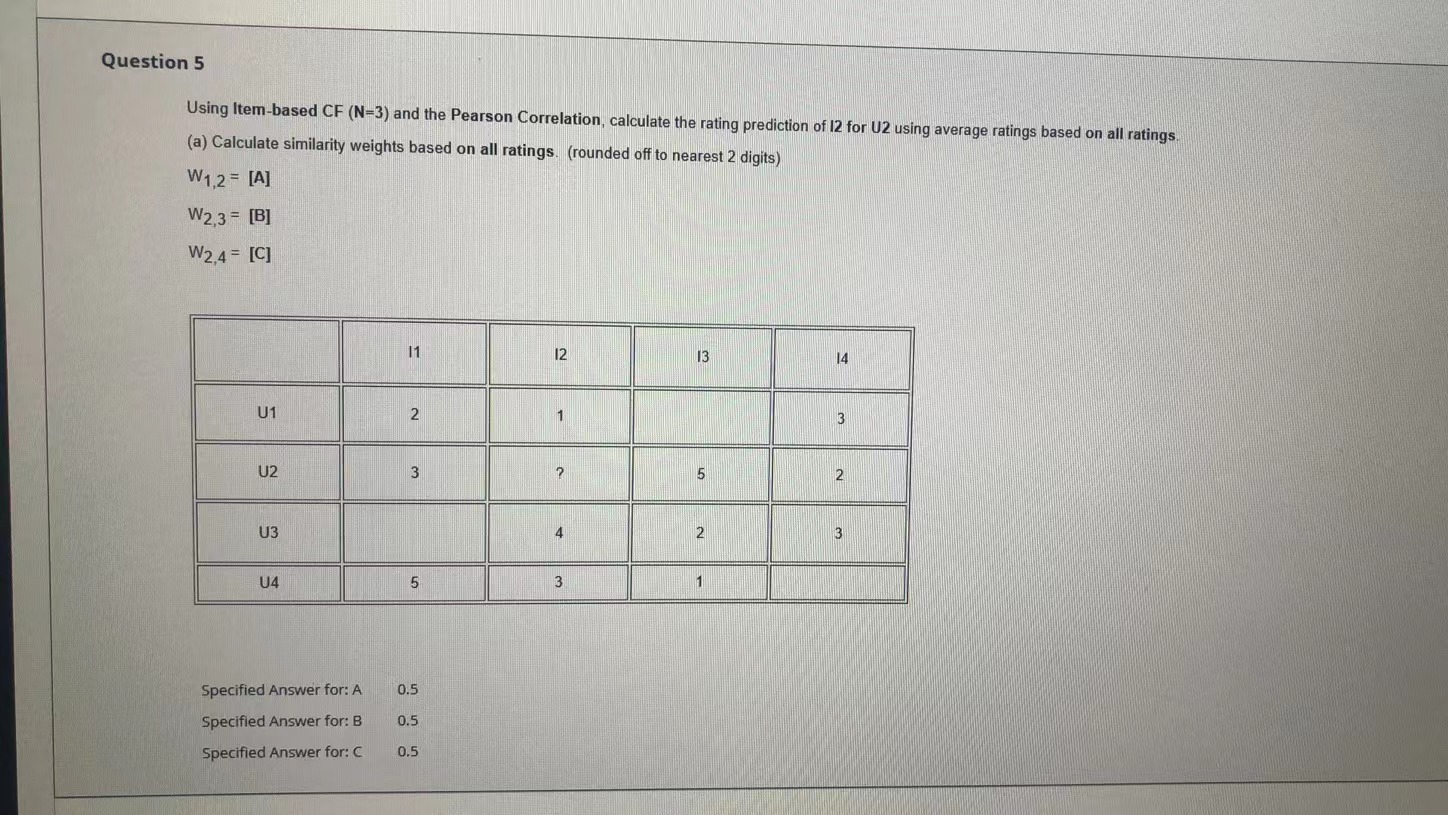 Question 5
Using Item-based CF (N=3) and the Pearson Correlation, calculate the rating prediction of I2 for U2 using average ratings based on all ratings.
(a) Calculate similarity weights based on all ratings. (rounded off to nearest 2 digits)
W1,2 = [A]
W2,3 = [B]
W2,4 = [C]
I1 I2 I3 I4
U1 2 1 3
U2 3 ? 5 2
U3 4 2 3
U4 5 3 1
Specified Answer for: A 0.5
Specified Answer for: B 0.5
Specified Answer for: C 0.5